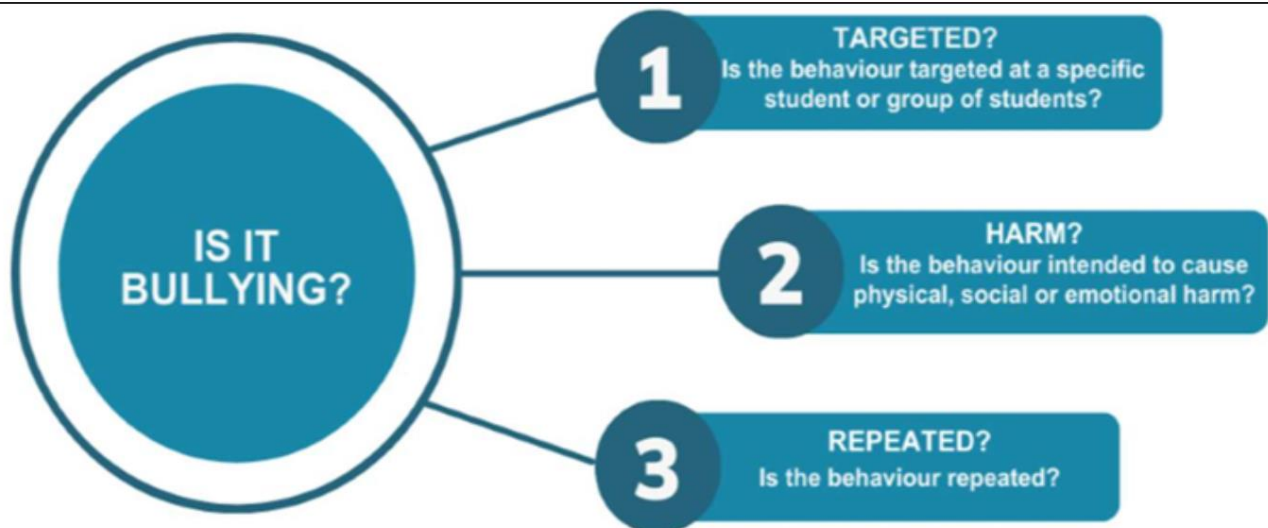 IS IT
BULLYING?
1
TARGETED?
Is the behaviour targeted at a specific
student or group of students?
2
HARM?
Is the behaviour intended to cause
physical, social or emotional harm?
3
REPEATED?
Is the behaviour repeated?